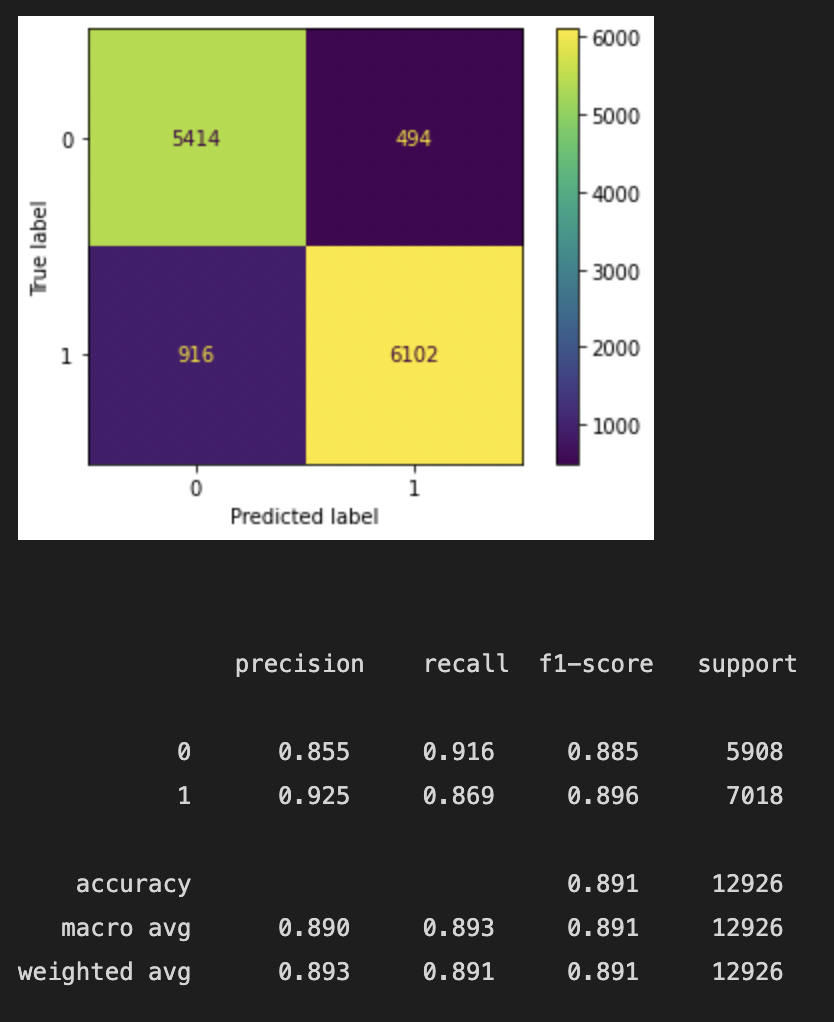 6000
5414 494
0
5000
4000
True label
3000
916 6102
1
2000
1000
0 1
Predicted label
precision recall f1-score support
0 0.855 0.916 0.885 5908
1 0.925 0.869 0.896 7018
accuracy 0.891 12926
macro avg 0.890 0.893 0.891 12926
weighted avg 0.893 0.891 0.891 12926